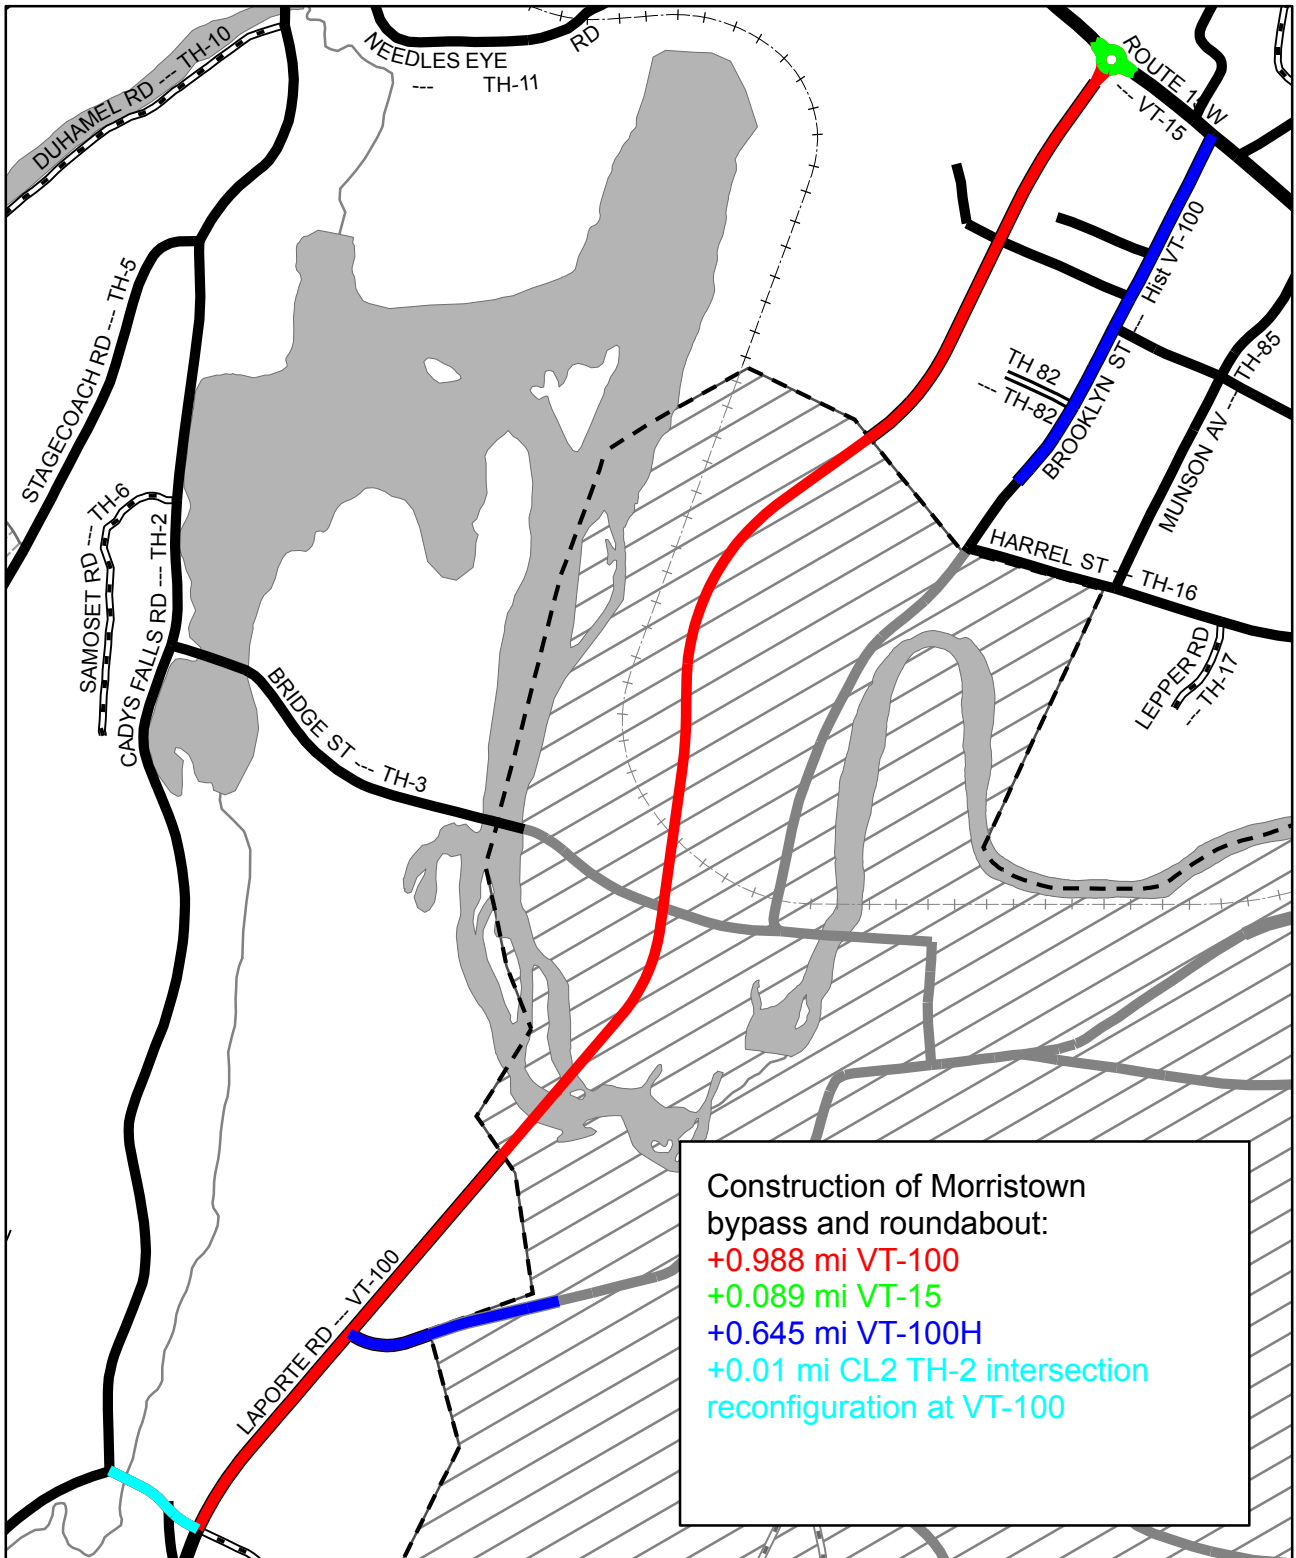 DUHAMEL RD --- TH-10
NEEDLES EYE RD
--- TH-11
ROUTE 15 W
--- VT-15
STAGECOACH RD --- TH-5
Hist VT-100
BROOKLYN ST ---
TH 82
--- TH-82
MUNSON AV --- TH-85
SAMOSET RD --- TH-6
CADYS FALLS RD --- TH-2
HARREL ST --- TH-16
LEPPER RD
--- TH-17
BRIDGE ST --- TH-3
LAPORTE RD --- VT-100
Construction of Morristown
bypass and roundabout:
+0.988 mi VT-100
+0.089 mi VT-15
+0.645 mi VT-100H
+0.01 mi CL2 TH-2 intersection
reconfiguration at VT-100